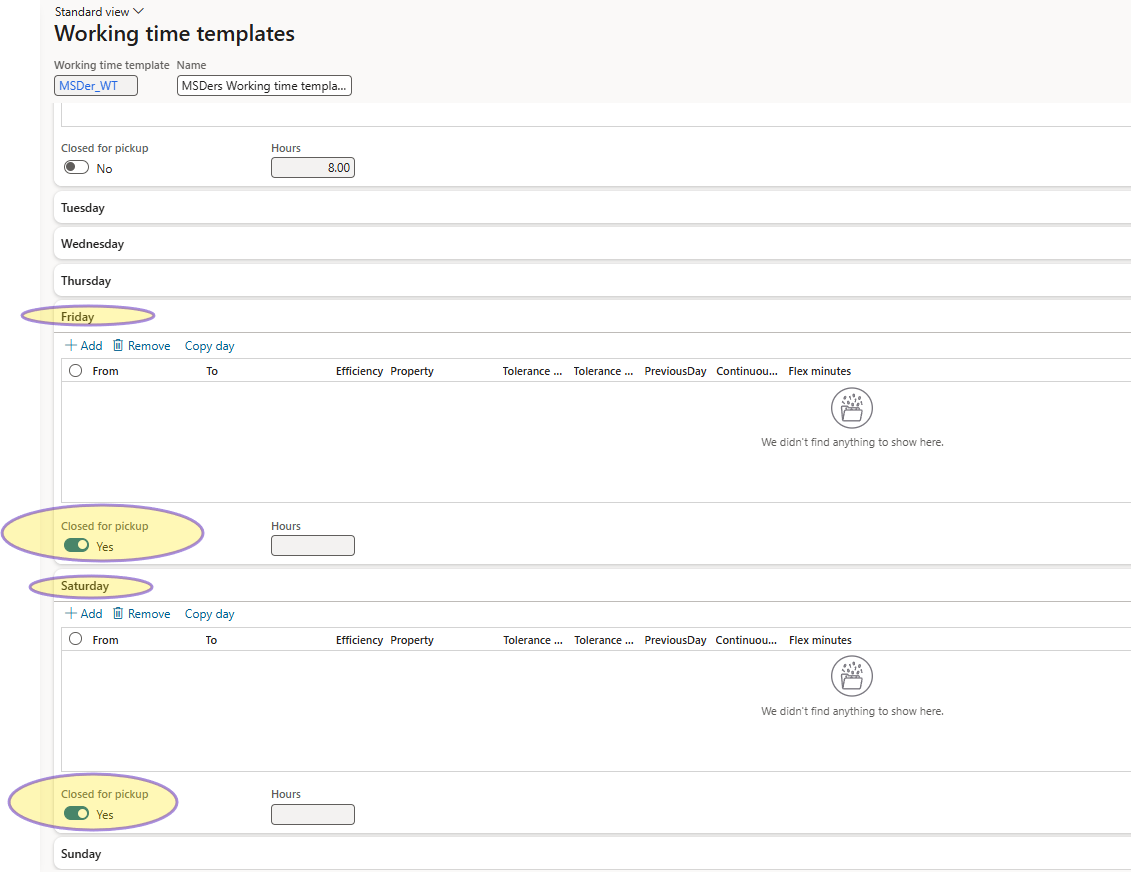 Standard view
Working time templates
Working time template Name
MSDer_WT MSDers Working time templa...
Closed for pickup Hours
No 8.00
Tuesday
Wednesday
Thursday
Friday
Add Remove Copy day
From To Efficiency Property Tolerance ... Tolerance ... PreviousDay Continuou... Flex minutes
We didn't find anything to show here.
Closed for pickup Hours
Yes
Saturday
Add Remove Copy day
From To Efficiency Property Tolerance ... Tolerance ... PreviousDay Continuou... Flex minutes
We didn't find anything to show here.
Closed for pickup Hours
Yes
Sunday